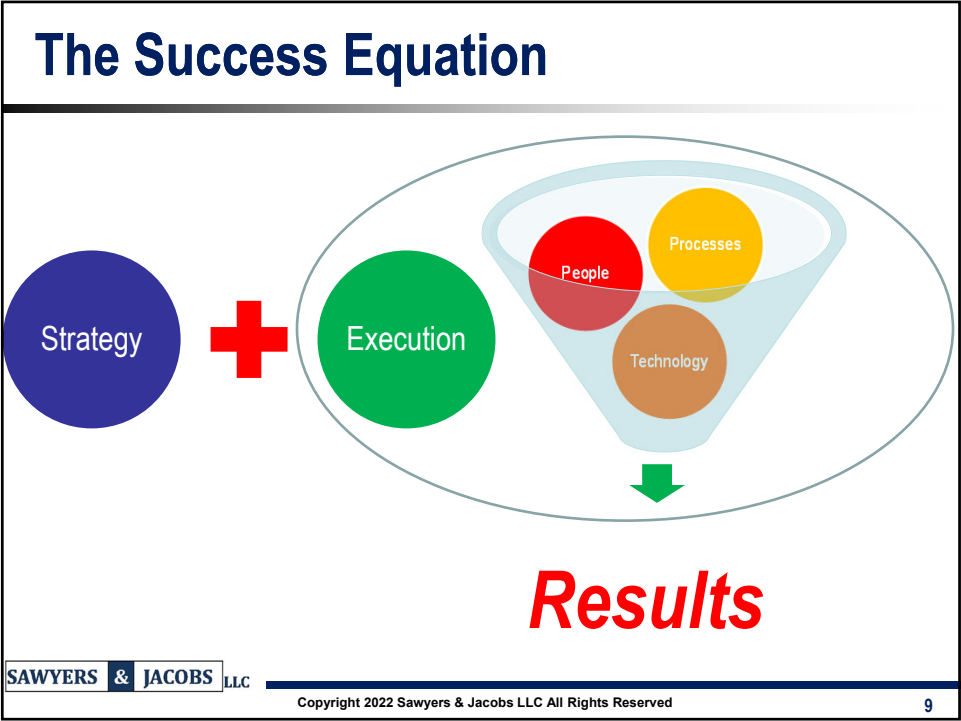 The Success Equation
Processes
People
Strategy
Execution
Technology
Results
SAWYERS & JACOBS LLC
Copyright 2022 Sawyers & Jacobs LLC All Rights Reserved
9